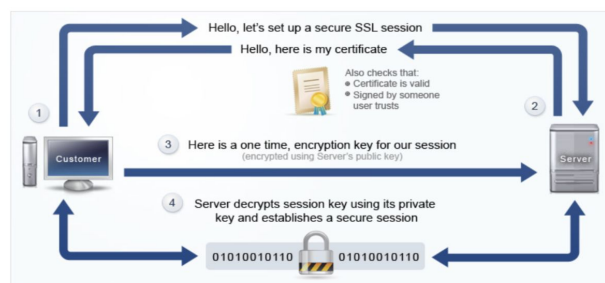 Hello, let's set up a secure SSL session
Hello, here is my certificate
Also checks that:
Certificate is valid
Signed by someone
user trusts
1
2
Customer
Server
3 Here is a one time, encryption key for our session
(encrypted using Server's public key)
4 Server decrypts session key using its private
key and establishes a secure session
01010010110 01010010110